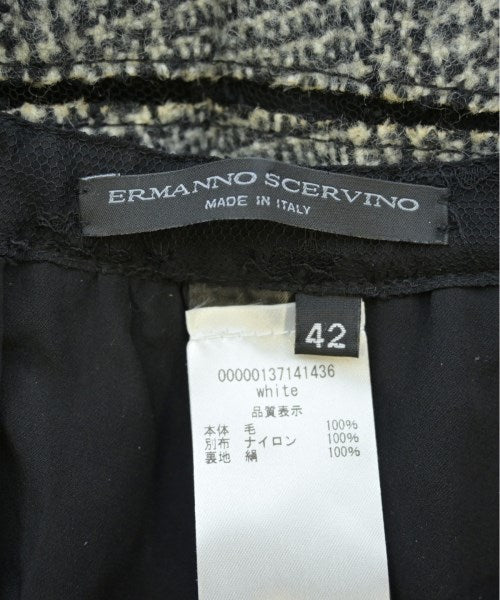 ERMANNO SCERVINO
MADE IN ITALY
42
00000137141436
white
品質表示
本体 毛 100%
別布 ナイロン 100%
裏地 絹 100%